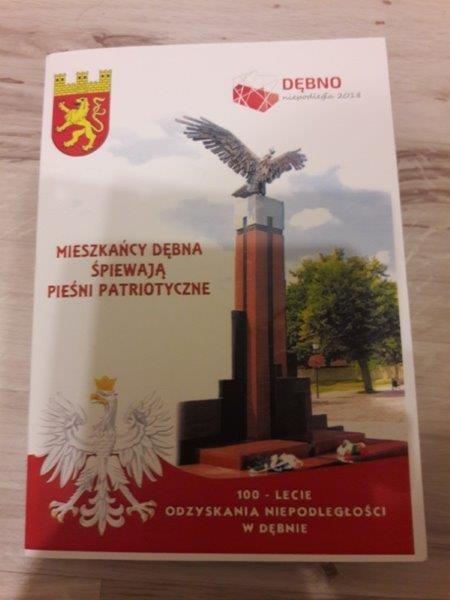 DĘBNO
niepodległa 2018
MIESZKAŃCY DĘBNA
ŚPIEWAJĄ
PIEŚNI PATRIOTYCZNE
100 - LECIE
ODZYSKANIA NIEPODLEGŁOŚCI
W DĘBNIE